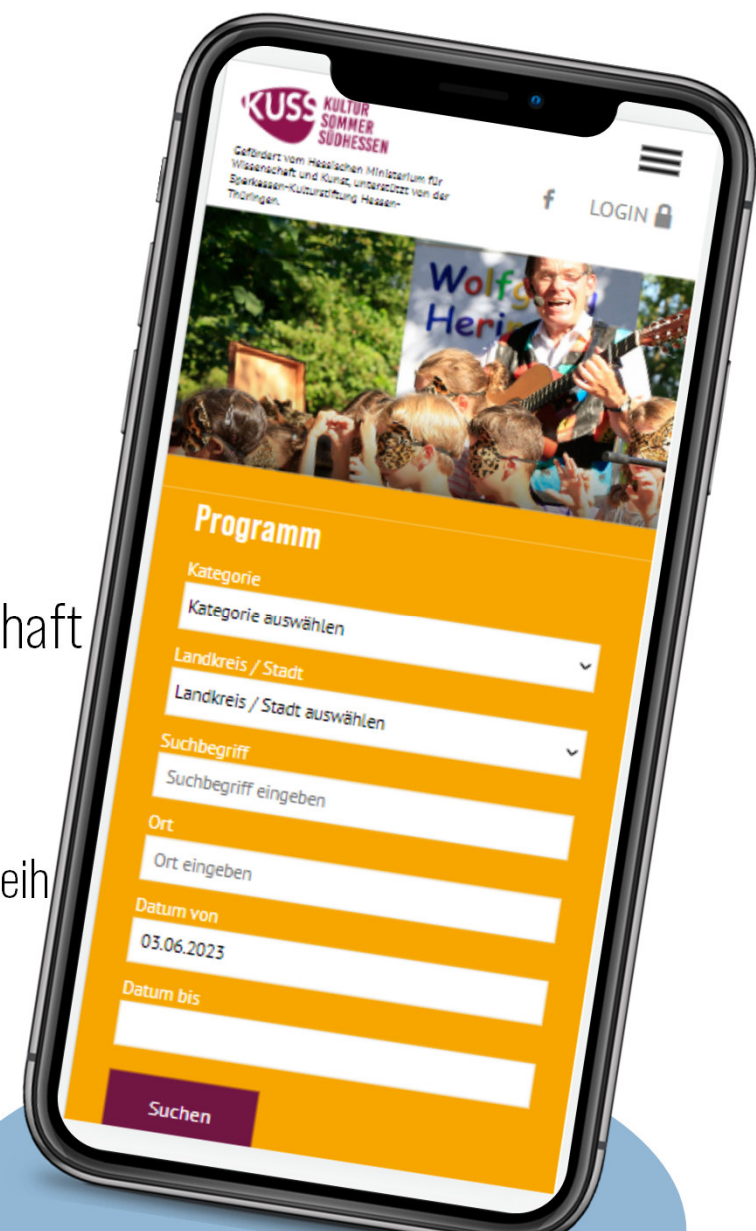 KUSS KULTUR
SOMMER
SÜDHESSEN
Gefördert vom Hessischen Ministerium für
Wissenschaft und Kunst, unterstützt von der
Sparkassen-Kulturstiftung Hessen-
Thüringen.
f LOGIN
Wolfg
Heri
Programm
Kategorie
Kategorie auswählen
haft
Landkreis / Stadt
Landkreis / Stadt auswählen
Suchbegriff
Suchbegriff eingeben
Ort
Ort eingeben
eih
Datum von
03.06.2023
Datum bis
Suchen